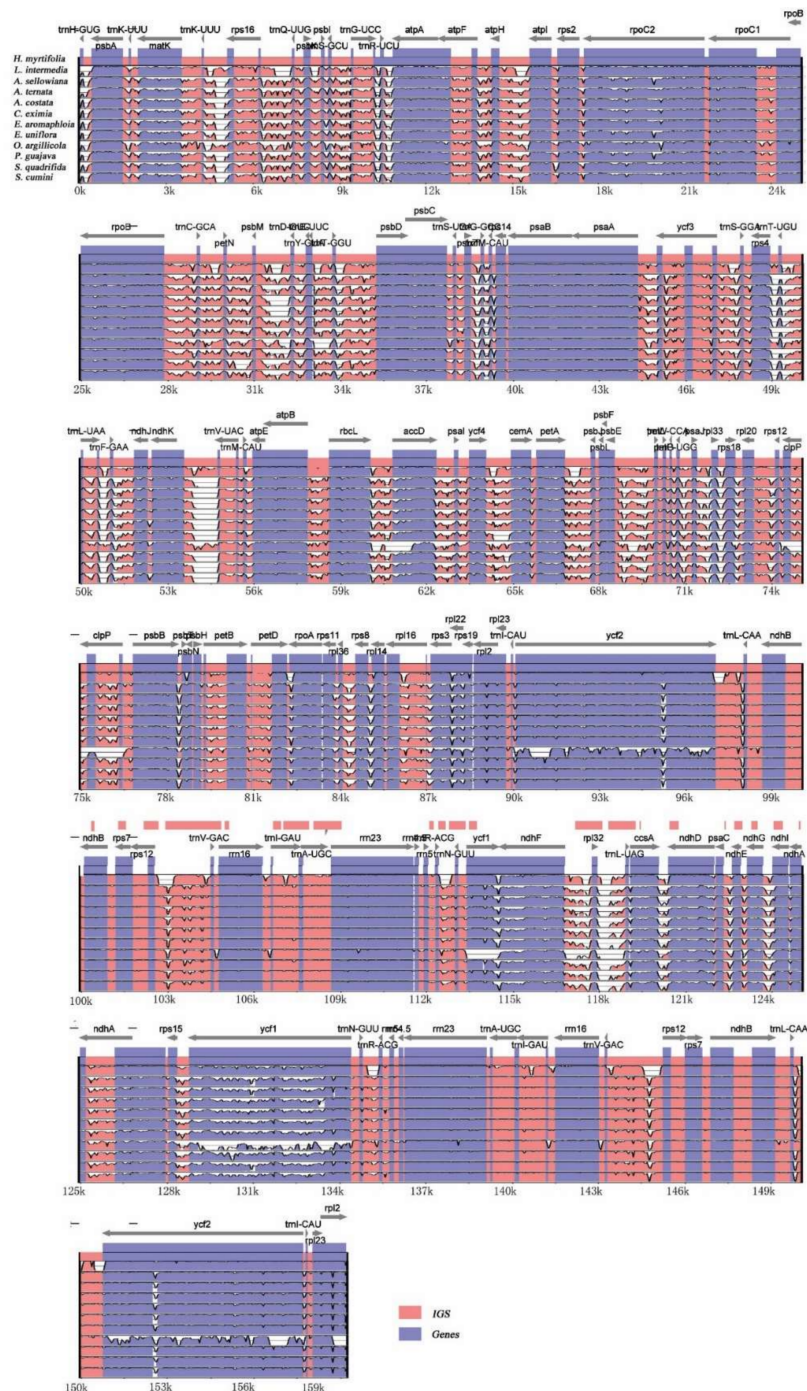 rpoB
trnH-GUG trnK-UUU trnK-UUU rps16 trnQ-UUG psbI trnG-UCC atpA atpF atpH atpI rps2 rpoC2 rpoC1
psbA matK trnR-UCU
H. myrtifolia
L. intermedia
A. sellowiana
A. ternata
A. costata
C. eximia
E. aromaphloia
E. uniflora
O. argillicola
P. guajava
S. quadrifida
S. cumini
0k 3k 6k 9k 12k 15k 18k 21k 24k
psbC
rpoB trnC-GCA psbM psbD psaB psaA ycf3 trnS-GGA trnT-UGU
petN rps4
25k 28k 31k 34k 37k 40k 43k 46k 49k
atpB psbF
trnL-UAA ndhJ ndhK trnV-UAC atpE rbcL accD psaI ycf4 cemA petA psbJ psbE rpl33 rpl20 rps12
trnF-GAA trnM-CAU psbL rps18 clpP
50k 53k 56k 59k 62k 65k 68k 71k 74k
rpl22 rpl23
clpP psbB psbH petB petD rpoA rps11 rps8 rpl16 rps3 rps19 trnI-CAU ycf2 trnL-CAA ndhB
psbN rpl36 rpl14 rpl2
75k 78k 81k 84k 87k 90k 93k 96k 99k
ndhB rps7 trnV-GAC trnI-GAU rrn23 ycf1 ndhF rpl32 ccsA ndhD psaC ndhG ndhI
rps12 rrn16 trnA-UGC rrn5 trnN-GUU trnL-UAG ndhE ndhA
100k 103k 106k 109k 112k 115k 118k 121k 124k
ndhA rps15 ycf1 trnN-GUU rrn23 trnA-UGC rrn16 rps12 ndhB trnL-CAA
trnR-ACG trnI-GAU trnV-GAC rps7
125k 128k 131k 134k 137k 140k 143k 146k 149k
rpl2
ycf2 trnI-CAU
rpl23
IGS
Genes
150k 153k 156k 159k